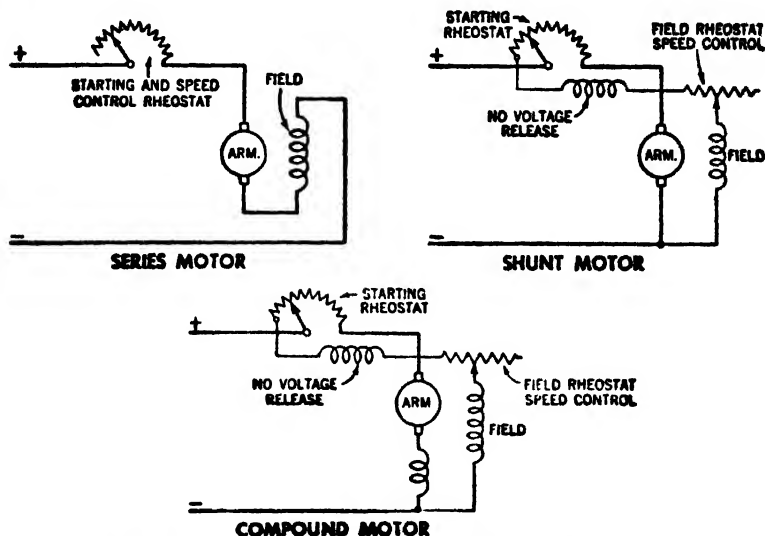 +
STARTING AND SPEED
CONTROL RHEOSTAT
FIELD
ARM.
−
SERIES MOTOR
STARTING
RHEOSTAT
FIELD RHEOSTAT
SPEED CONTROL
+
NO VOLTAGE
RELEASE
ARM.
FIELD
−
SHUNT MOTOR
STARTING
RHEOSTAT
+
NO VOLTAGE
RELEASE
FIELD RHEOSTAT
SPEED CONTROL
ARM
FIELD
−
COMPOUND MOTOR